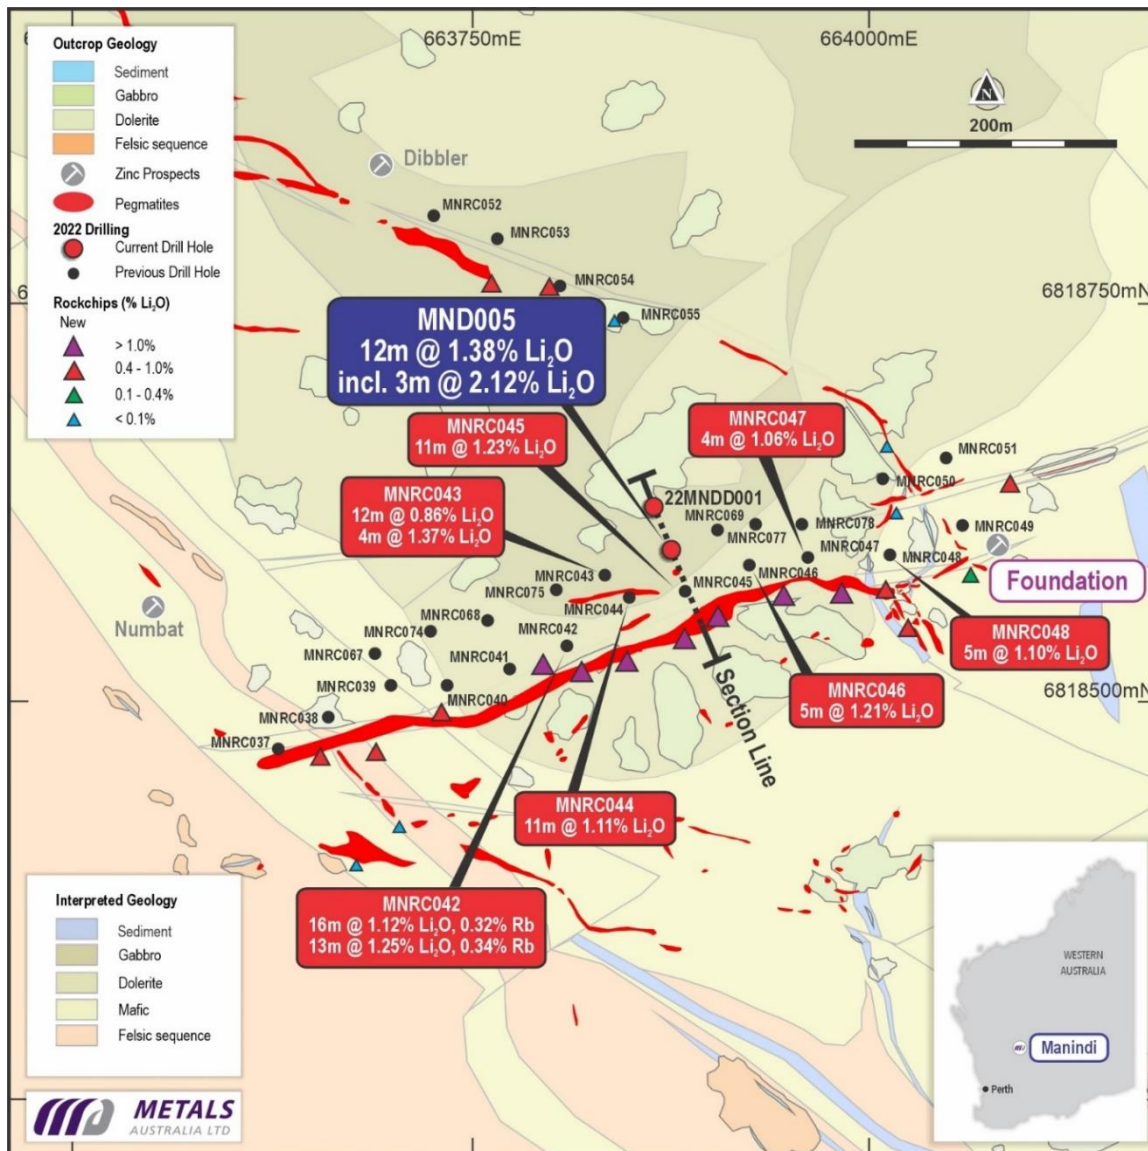 Outcrop Geology
Sediment
Gabbro
Dolerite
Felsic sequence
Zinc Prospects
Pegmatites
2022 Drilling
Current Drill Hole
Previous Drill Hole
Rockchips (% Li₂O)
New
> 1.0%
0.4 - 1.0%
0.1 - 0.4%
< 0.1%
663750mE
664000mE
N
200m
Dibbler
MNRC052
MNRC053
MNRC054
MNRC055
6818750mN
MND005
12m @ 1.38% Li₂O
incl. 3m @ 2.12% Li₂O
MNRC045
11m @ 1.23% Li₂O
MNRC047
4m @ 1.06% Li₂O
MNRC043
12m @ 0.86% Li₂O
4m @ 1.37% Li₂O
22MNDD001
MNRC069
MNRC077
MNRC078
MNRC051
MNRC050
MNRC049
MNRC047
MNRC048
MNRC046
MNRC045
MNRC043
MNRC075
MNRC044
MNRC068
MNRC074
MNRC042
MNRC067
MNRC041
MNRC039
MNRC040
MNRC038
MNRC037
Numbat
Foundation
MNRC048
5m @ 1.10% Li₂O
MNRC046
5m @ 1.21% Li₂O
6818500mN
Section Line
MNRC044
11m @ 1.11% Li₂O
MNRC042
16m @ 1.12% Li₂O, 0.32% Rb
13m @ 1.25% Li₂O, 0.34% Rb
Interpreted Geology
Sediment
Gabbro
Dolerite
Mafic
Felsic sequence
METALS
AUSTRALIA LTD
WESTERN
AUSTRALIA
Manindi
Perth